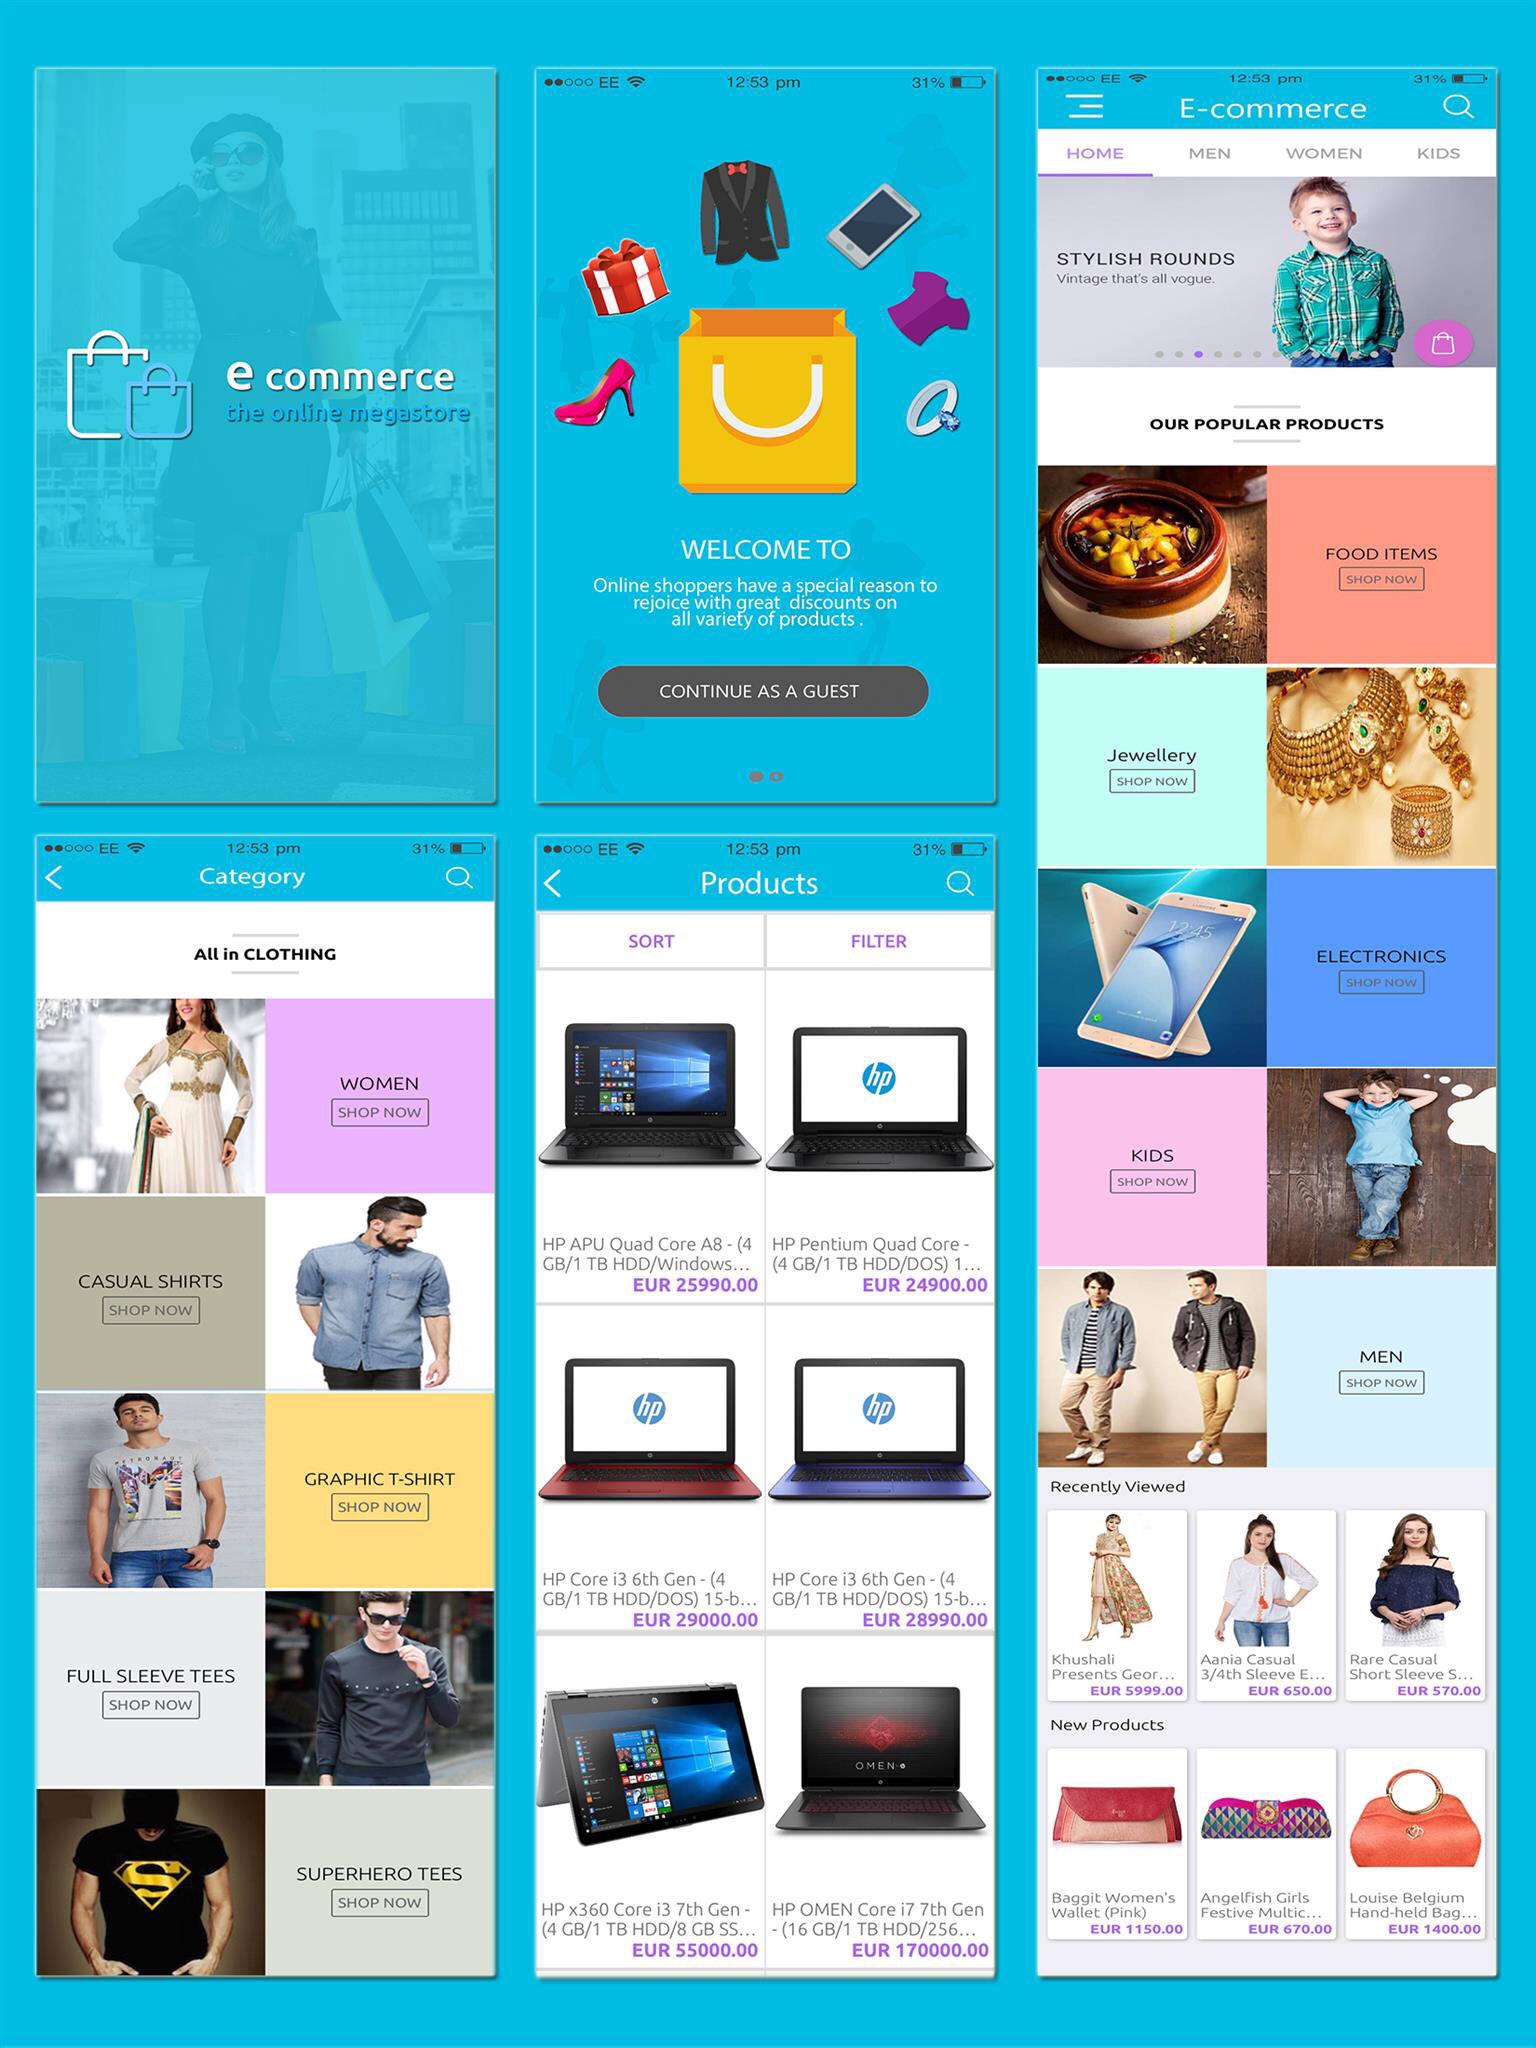 e commerce
the online megastore
EE 12:53 pm 31%
WELCOME TO
Online shoppers have a special reason to
rejoice with great discounts on
all variety of products .
CONTINUE AS A GUEST
EE 12:53 pm 31%
E-commerce
HOME MEN WOMEN KIDS
STYLISH ROUNDS
Vintage that's all vogue.
OUR POPULAR PRODUCTS
FOOD ITEMS
SHOP NOW
Jewellery
SHOP NOW
SAMSUNG
12:45
ELECTRONICS
SHOP NOW
KIDS
SHOP NOW
MEN
SHOP NOW
Recently Viewed
Khushali
Presents Geor...
EUR 5999.00
Aania Casual
3/4th Sleeve E...
EUR 650.00
Rare Casual
Short Sleeve S...
EUR 570.00
New Products
Baggit Women's
Wallet (Pink)
EUR 1150.00
Angelfish Girls
Festive Multic...
EUR 670.00
Louise Belgium
Hand-held Bag...
EUR 1400.00
EE 12:53 pm 31%
Category
All in CLOTHING
WOMEN
SHOP NOW
CASUAL SHIRTS
SHOP NOW
GRAPHIC T-SHIRT
SHOP NOW
FULL SLEEVE TEES
SHOP NOW
S
SUPERHERO TEES
SHOP NOW
EE 12:53 pm 31%
Products
SORT FILTER
hp
HP APU Quad Core A8 - (4
GB/1 TB HDD/Windows...
EUR 25990.00
HP Pentium Quad Core -
(4 GB/1 TB HDD/DOS) 1...
EUR 24900.00
hp
HP Core i3 6th Gen - (4
GB/1 TB HDD/DOS) 15-b...
EUR 29000.00
hp
HP Core i3 6th Gen - (4
GB/1 TB HDD/DOS) 15-b...
EUR 28990.00
HP x360 Core i3 7th Gen -
(4 GB/1 TB HDD/8 GB SS...
EUR 55000.00
OMEN
HP OMEN Core i7 7th Gen
- (16 GB/1 TB HDD/256...
EUR 170000.00